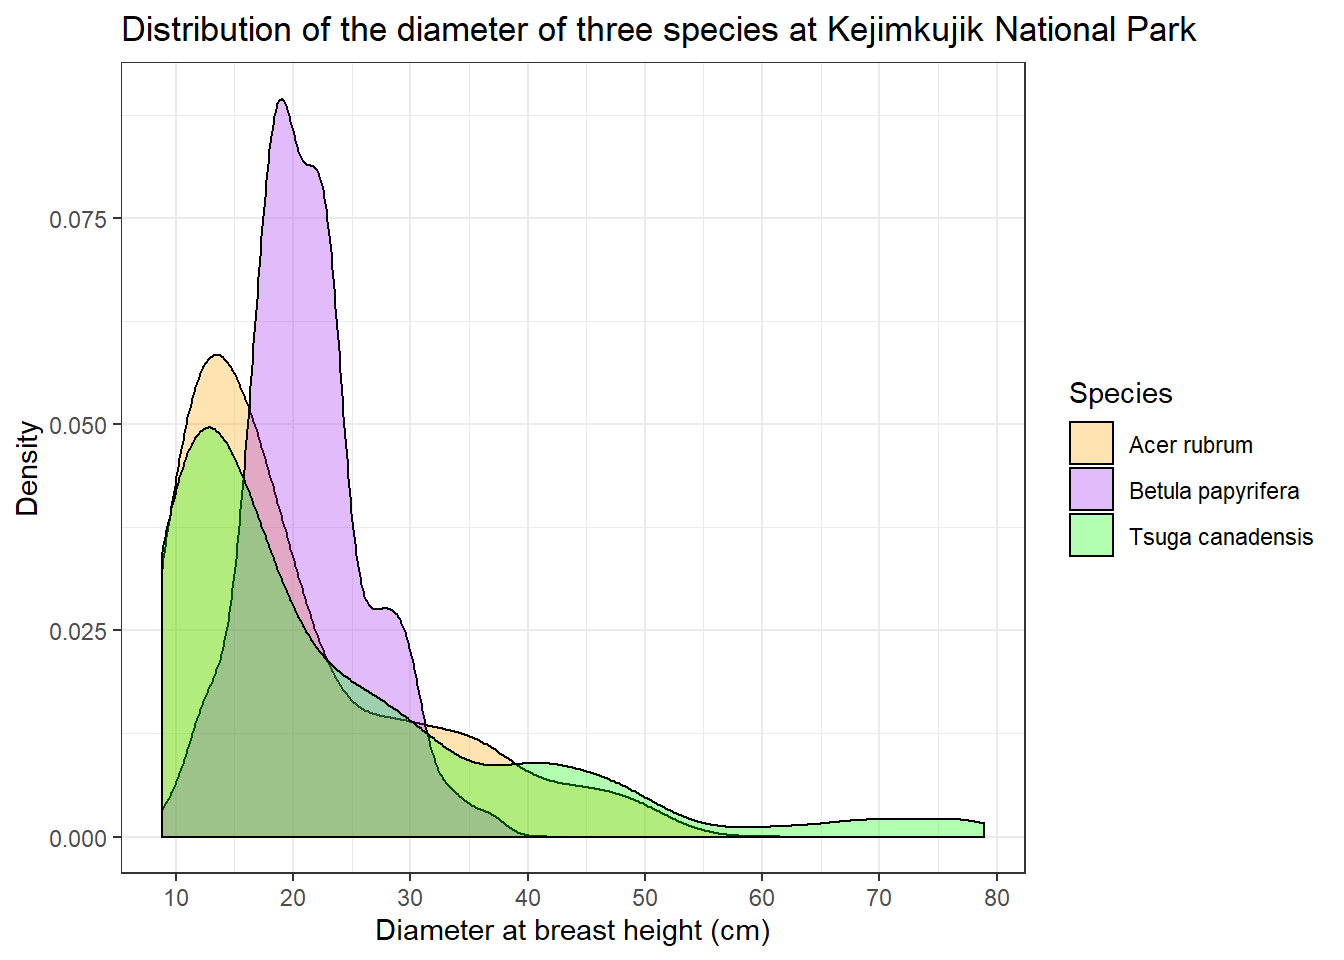 Distribution of the diameter of three species at Kejimkujik National Park
Density
0.075
0.050
0.025
0.000
10 20 30 40 50 60 70 80
Diameter at breast height (cm)
Species
Acer rubrum
Betula papyrifera
Tsuga canadensis